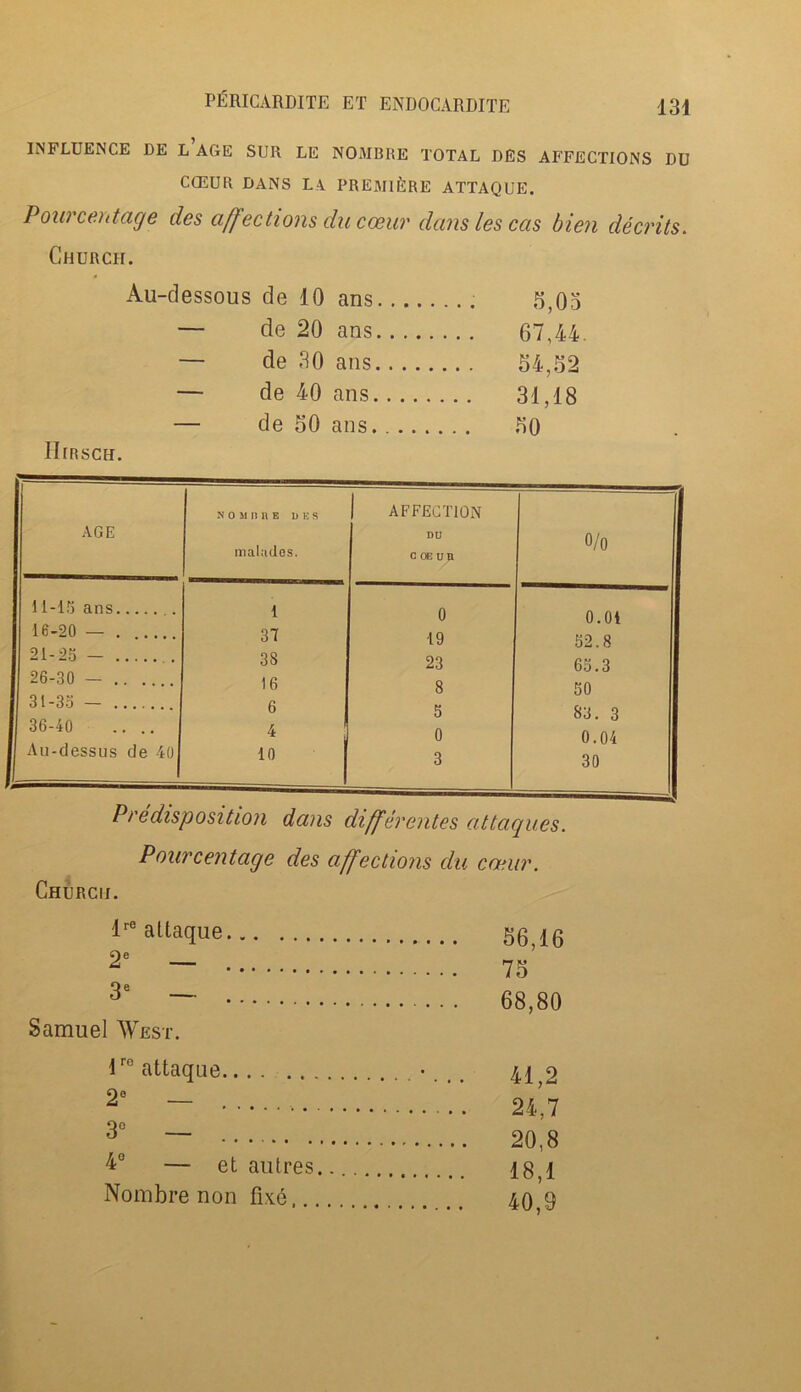 PÉRICARDITE ET ENDOCARDITE 131
INFLUENCE DE L'AGE SUR LE NOMBRE TOTAL DES AFFECTIONS DU
CŒUR DANS LA PREMIÈRE ATTAQUE.
Pourcentage des affections du cœur dans les cas bien décrits.
CHURCH.
Au-dessous de 10 ans......... 5,05
— de 20 ans......... 67,44
— de 30 ans......... 54,52
— de 40 ans......... 31,18
— de 50 ans......... 50
HIRSCH.
AGE NOMBRE DES malades. AFFECTION DU CŒUR 0/0
11-15 ans....... 1 0 0.01
16-20 — ....... 37 19 52.8
21-25 — ....... 38 23 65.3
26-30 — ...... 16 8 50
31-35 — ....... 6 5 83. 3
36-40 .... 4 0 0.04
Au-dessus de 40 10 3 30
Prédisposition dans différentes attaques.
Pourcentage des affections du cœur.
CHURCH.
1re attaque................ 56,16
2e — ................ 75
3e — ................ 68,80
Samuel WEST.
1re attaque................ 41,2
2e — ................ 24,7
3e — ................ 20,8
4e — et autres.............. 18,1
Nombre non fixé............... 40,9